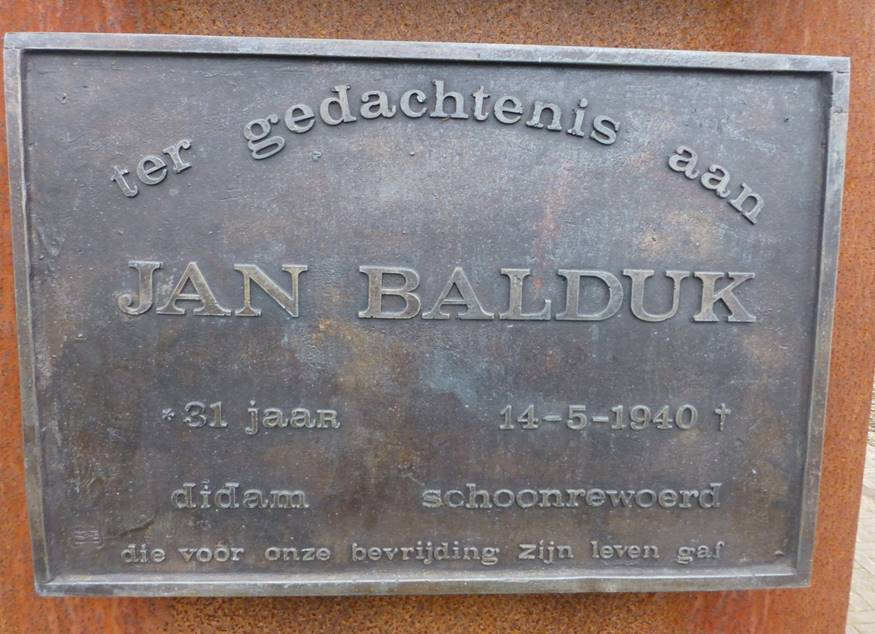 ter gedachtenis aan
JAN BALDUK
*31 jaaR 14-5-1940 †
didam schoonrewoerd
die voor onze bevrijding zijn leven gaf